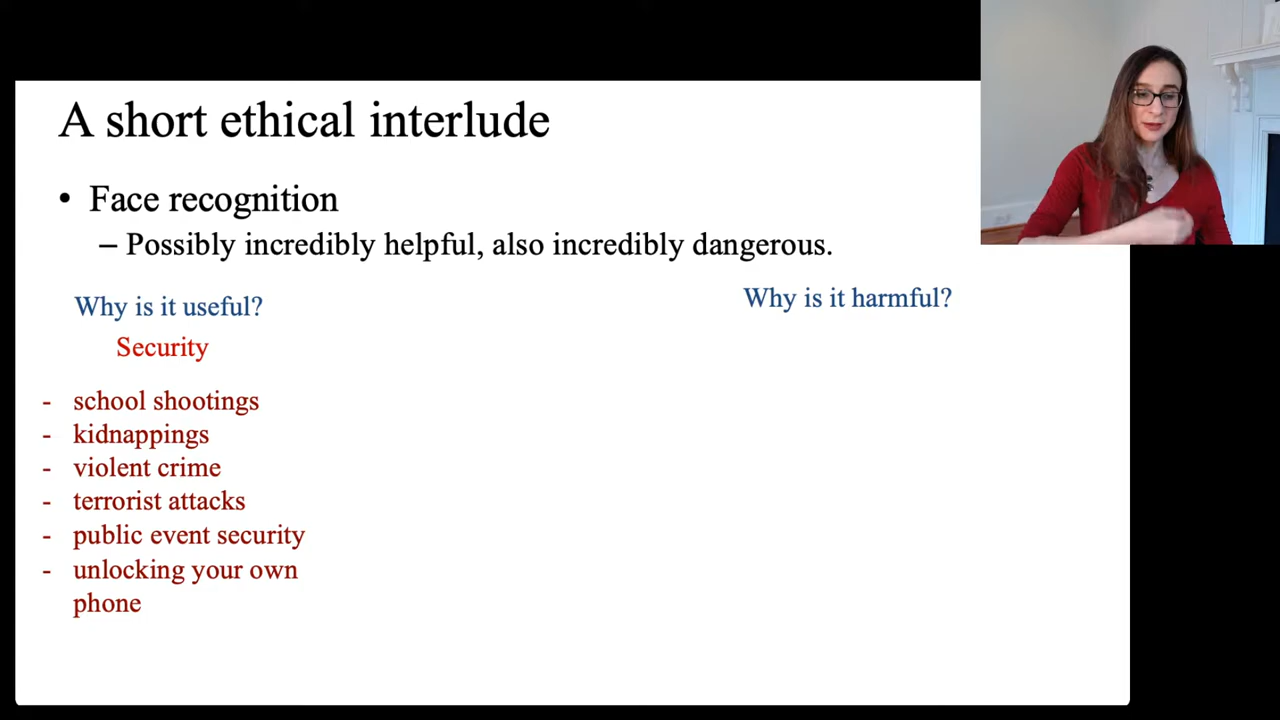 A short ethical interlude
• Face recognition
– Possibly incredibly helpful, also incredibly dangerous.
Why is it useful?
Security
- school shootings
- kidnappings
- violent crime
- terrorist attacks
- public event security
- unlocking your own
phone
Why is it harmful?